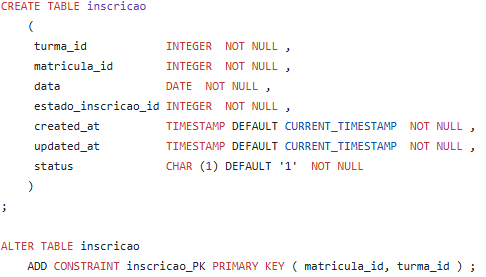 CREATE TABLE inscricao
(
turma_id INTEGER NOT NULL ,
matricula_id INTEGER NOT NULL ,
data DATE NOT NULL ,
estado_inscricao_id INTEGER NOT NULL ,
created_at TIMESTAMP DEFAULT CURRENT_TIMESTAMP NOT NULL ,
updated_at TIMESTAMP DEFAULT CURRENT_TIMESTAMP NOT NULL ,
status CHAR (1) DEFAULT '1' NOT NULL
)
;
ALTER TABLE inscricao
ADD CONSTRAINT inscricao_PK PRIMARY KEY ( matricula_id, turma_id ) ;